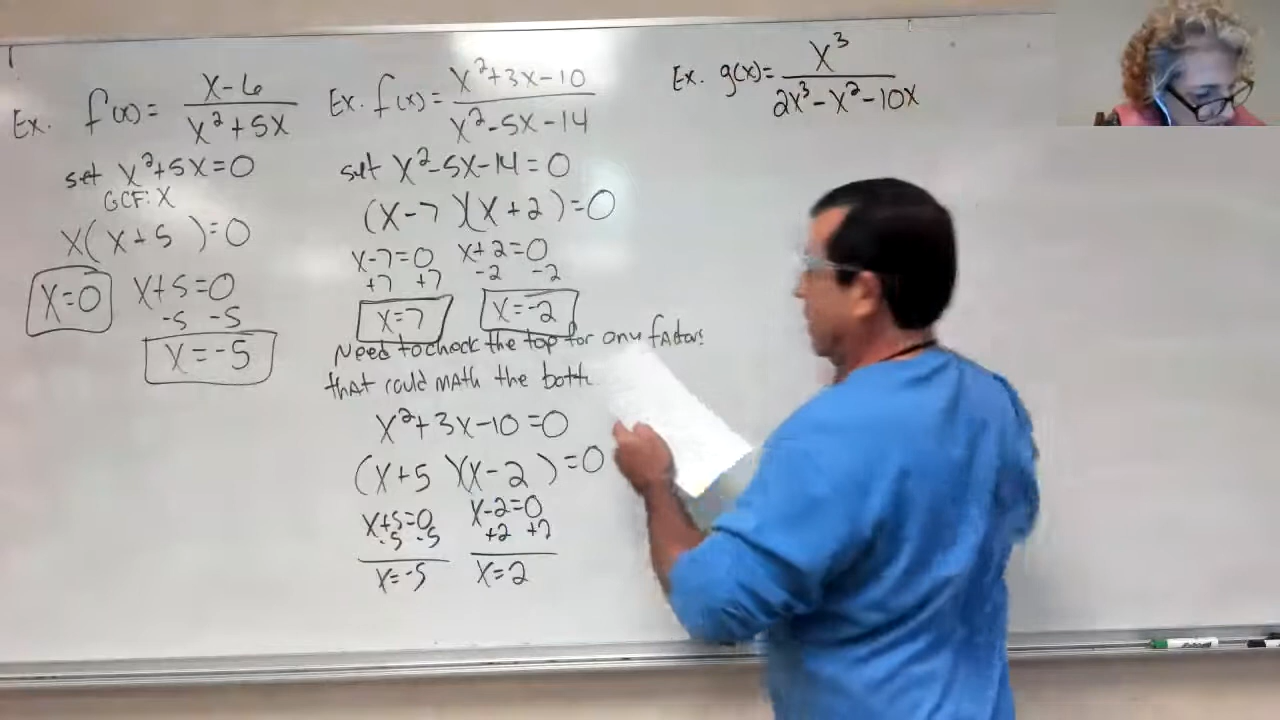 Ex. f(x) = x-6 / x²+5x
set x²+5x=0
GCF: x
x(x+5)=0
x=0 x+5=0
-5 -5
x=-5
Ex. f(x) = x²+3x-10 / x²-5x-14
set x²-5x-14=0
(x-7)(x+2)=0
x-7=0 x+2=0
+7 +7 -2 -2
x=7 x=-2
Need to check the top for any factors
that could math the bott
x²+3x-10=0
(x+5)(x-2)=0
x+5=0 x-2=0
-5 -5 +2 +2
x=-5 x=2
Ex. g(x)= x³ / 2x³-x²-10x